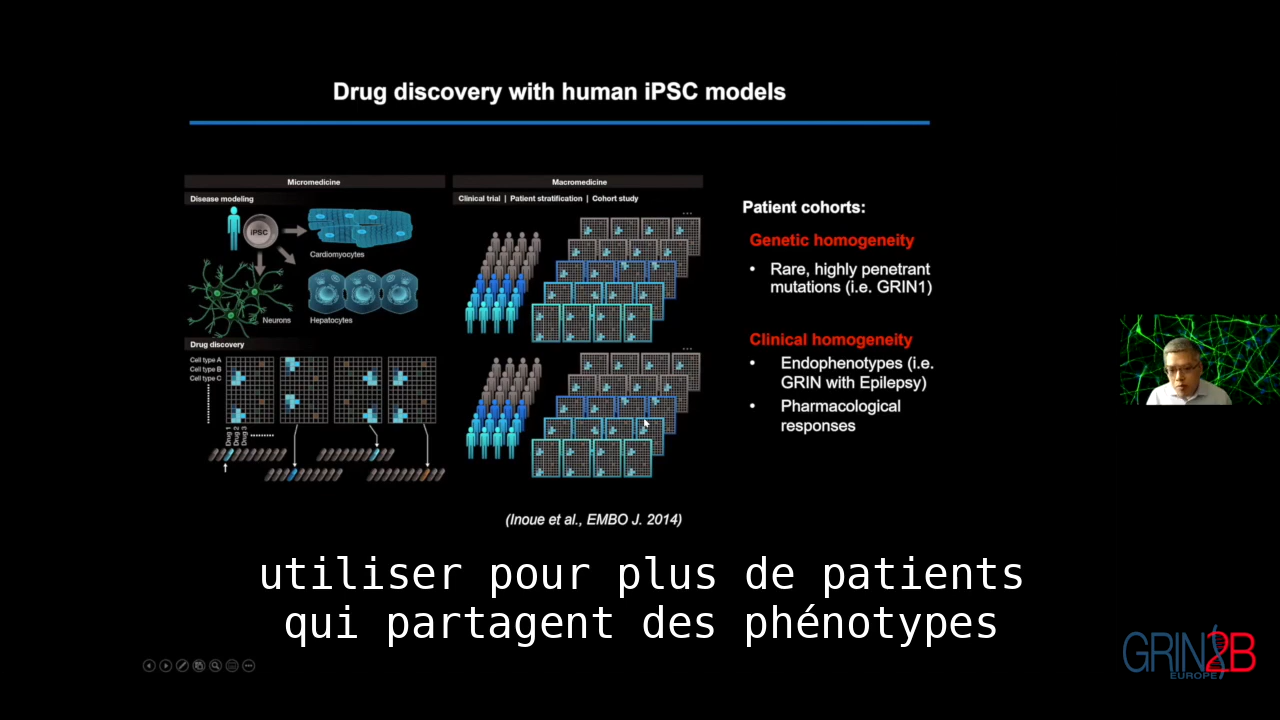 Drug discovery with human iPSC models
Micromedicine
Disease modeling
iPSC
Cardiomyocytes
Neurons
Hepatocytes
Drug discovery
Cell type A
Cell type B
Cell type C
Drug 1
Drug 2
Drug 3
Macromedicine
Clinical trial | Patient stratification | Cohort study
Patient cohorts:
Genetic homogeneity
• Rare, highly penetrant
mutations (i.e. GRIN1)
Clinical homogeneity
• Endophenotypes (i.e.
GRIN with Epilepsy)
• Pharmacological
responses
(Inoue et al., EMBO J. 2014)
utiliser pour plus de patients
qui partagent des phénotypes
GRIN2B
EUROPE